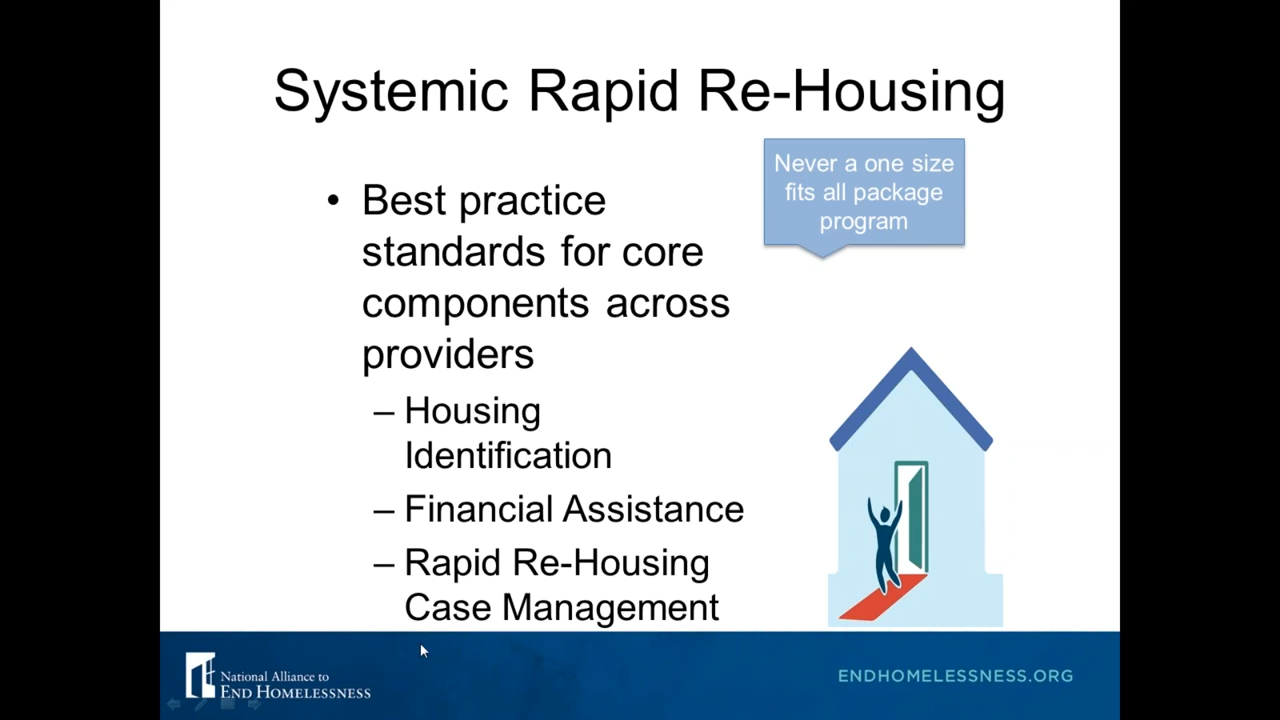 Systemic Rapid Re-Housing
Never a one size
fits all package
program
• Best practice
standards for core
components across
providers
– Housing
Identification
– Financial Assistance
– Rapid Re-Housing
Case Management
National Alliance to
END HOMELESSNESS
ENDHOMELESSNESS.ORG